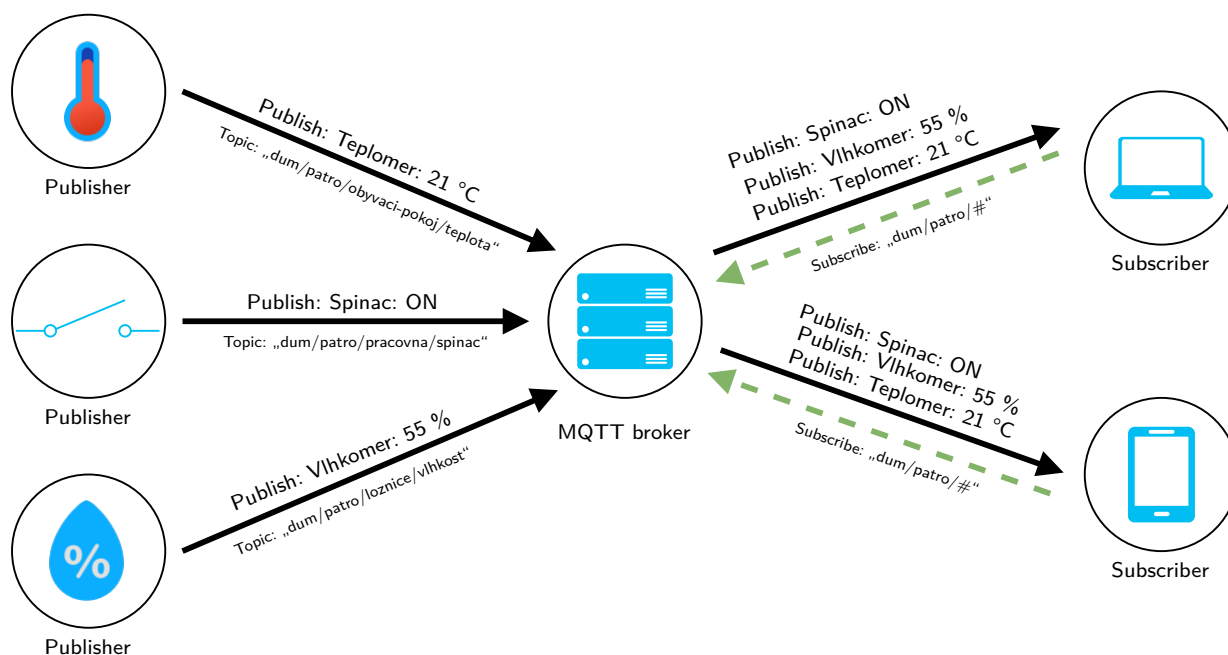 Publish: Teplomer: 21 °C
Topic: „dum/patro/obyvaci-pokoj/teplota“
Publisher
Publish: Spinac: ON
Topic: „dum/patro/pracovna/spinac“
Publisher
Publish: Vlhkomer: 55 %
Topic: „dum/patro/loznice/vlhkost“
%
Publisher
MQTT broker
Publish: Spinac: ON
Publish: Vlhkomer: 55 %
Publish: Teplomer: 21 °C
Subscribe: „dum/patro/#“
Subscriber
Publish: Spinac: ON
Publish: Vlhkomer: 55 %
Publish: Teplomer: 21 °C
Subscribe: „dum/patro/#“
Subscriber